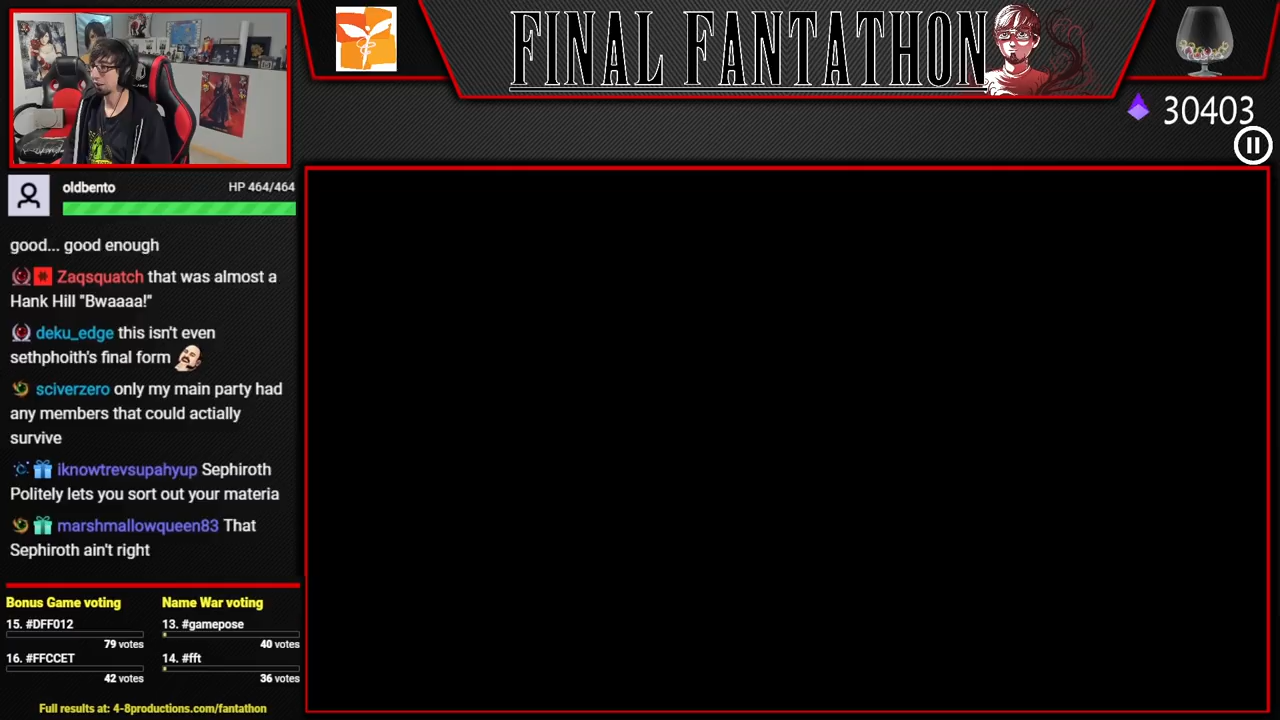 FINAL FANTATHON
30403
oldbento HP 464/464
good... good enough
Zaqsquatch that was almost a
Hank Hill "Bwaaaa!"
deku_edge this isn't even
sethphoith's final form
sciverzero only my main party had
any members that could actially
survive
iknowtrevsupahyup Sephiroth
Politely lets you sort out your materia
marshmallowqueen83 That
Sephiroth ain't right
Bonus Game voting
15. #DFF012
79 votes
16. #FFCCET
42 votes
Name War voting
13. #gamepose
40 votes
14. #fft
36 votes
Full results at: 4-8productions.com/fantathon